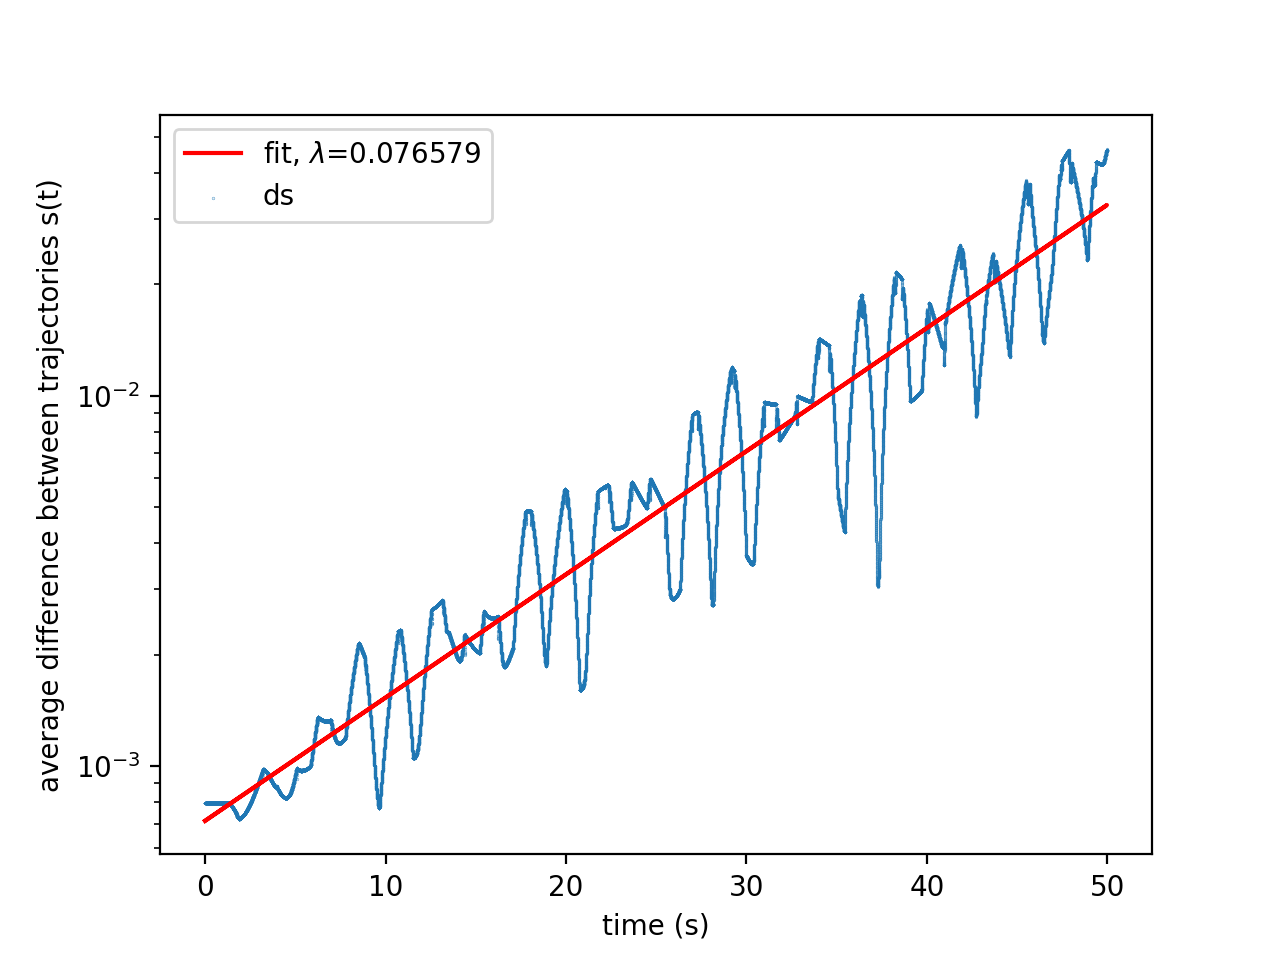 fit, λ=0.076579
ds
average difference between trajectories s(t)
10⁻²
10⁻³
0 10 20 30 40 50
time (s)